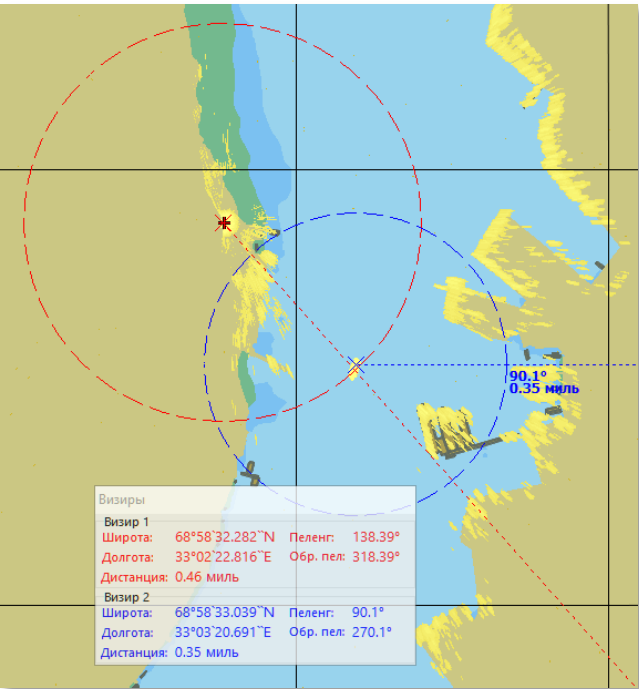 90.1°
0.35 миль
Визиры
Визир 1
Широта: 68°58`32.282``N Пеленг: 138.39°
Долгота: 33°02`22.816``E Обр. пел: 318.39°
Дистанция: 0.46 миль
Визир 2
Широта: 68°58`33.039``N Пеленг: 90.1°
Долгота: 33°03`20.691``E Обр. пел: 270.1°
Дистанция: 0.35 миль